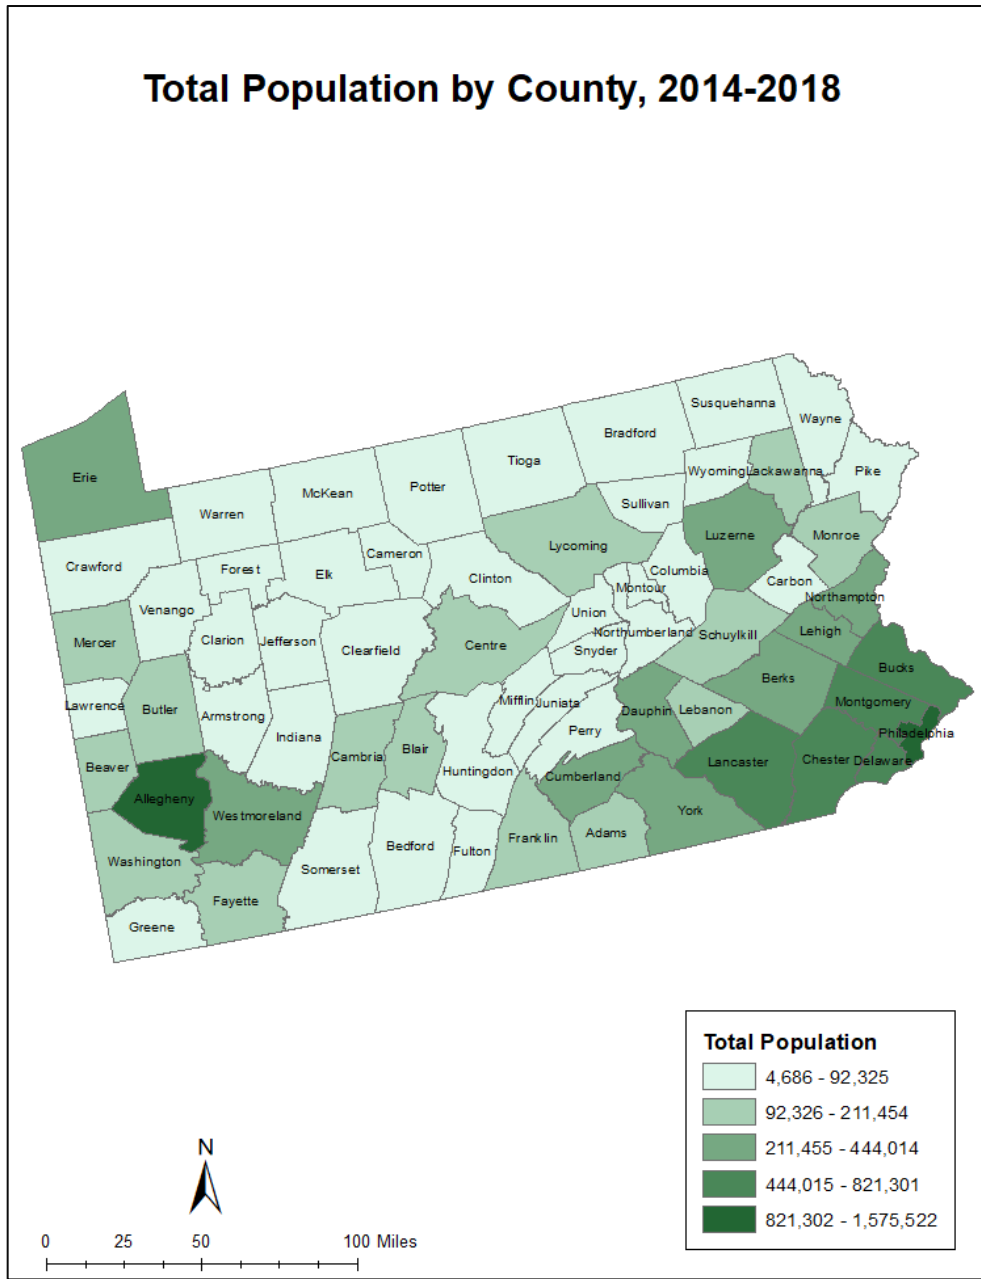 Total Population by County, 2014-2018
Susquehanna
Wayne
Bradford
Tioga
Erie
Wyoming
Lackawanna
Pike
Potter
McKean
Sullivan
Warren
Luzerne
Monroe
Lycoming
Cameron
Crawford
Forest
Elk
Clinton
Columbia
Carbon
Montour
Northampton
Venango
Union
Northumberland
Lehigh
Clarion
Jefferson
Schuylkill
Mercer
Clearfield
Centre
Snyder
Bucks
Berks
Mifflin
Juniata
Montgomery
Lawrence
Butler
Armstrong
Dauphin
Lebanon
Perry
Philadelphia
Indiana
Blair
Cambria
Lancaster
Chester
Delaware
Beaver
Huntingdon
Cumberland
Allegheny
Westmoreland
York
Adams
Franklin
Bedford
Fulton
Washington
Somerset
Fayette
Greene
Total Population
4,686 - 92,325
92,326 - 211,454
211,455 - 444,014
444,015 - 821,301
821,302 - 1,575,522
N
0 25 50 100 Miles